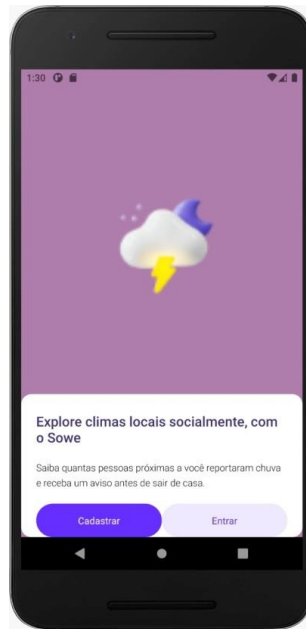 1:30
Explore climas locais socialmente, com
o Sowe
Saiba quantas pessoas próximas a você reportaram chuva
e receba um aviso antes de sair de casa.
Cadastrar
Entrar